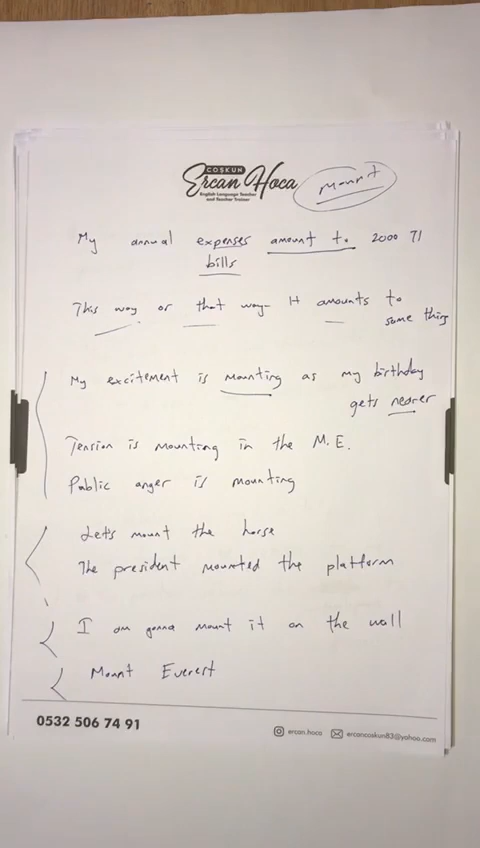 COŞKUN
Ercan Hoca
English Language Teacher
and Teacher Trainer
mount
My annual expenses amount to 2000 Tl
bills
This way or that way It amounts to
some thing
My excitement is mounting as my birthday
gets nearer
Tension is mounting in the M.E.
Public anger is mounting
Let's mount the horse
The president mounted the platform
I am gonna mount it on the wall
Mount Everest
0532 506 74 91
ercan.hoca
ercancoskun83@yahoo.com